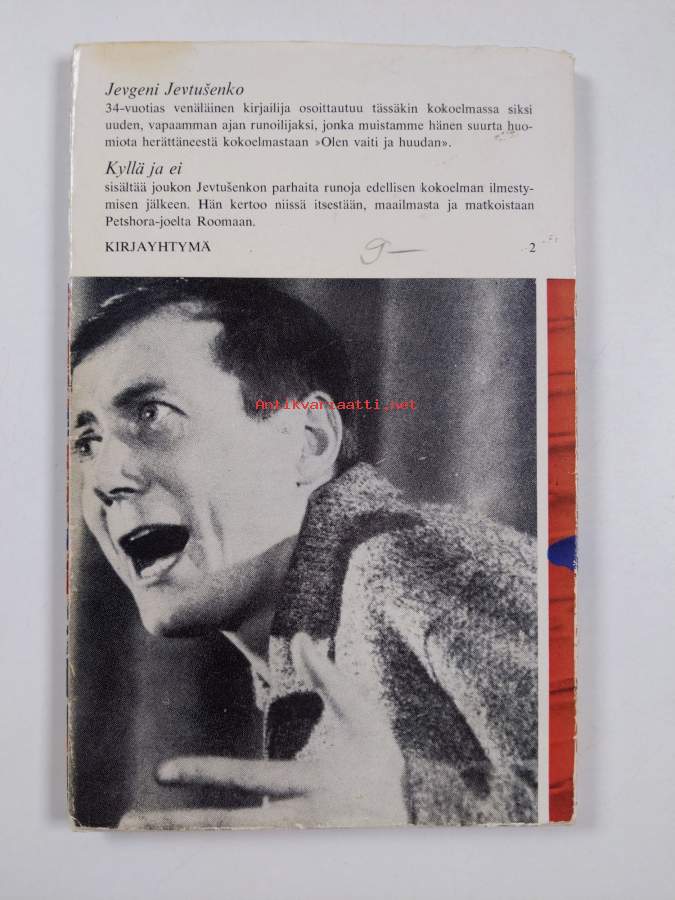 Jevgeni Jevtušenko
34-vuotias venäläinen kirjailija osoittautuu tässäkin kokoelmassa siksi
uuden, vapaamman ajan runoilijaksi, jonka muistamme hänen suurta huo-
miota herättäneestä kokoelmastaan »Olen vaiti ja huudan».
Kyllä ja ei
sisältää joukon Jevtušenkon parhaita runoja edellisen kokoelman ilmesty-
misen jälkeen. Hän kertoo niissä itsestään, maailmasta ja matkoistaan
Petshora-joelta Roomaan.
KIRJAYHTYMÄ 9— 2
Antikvariaatti.net